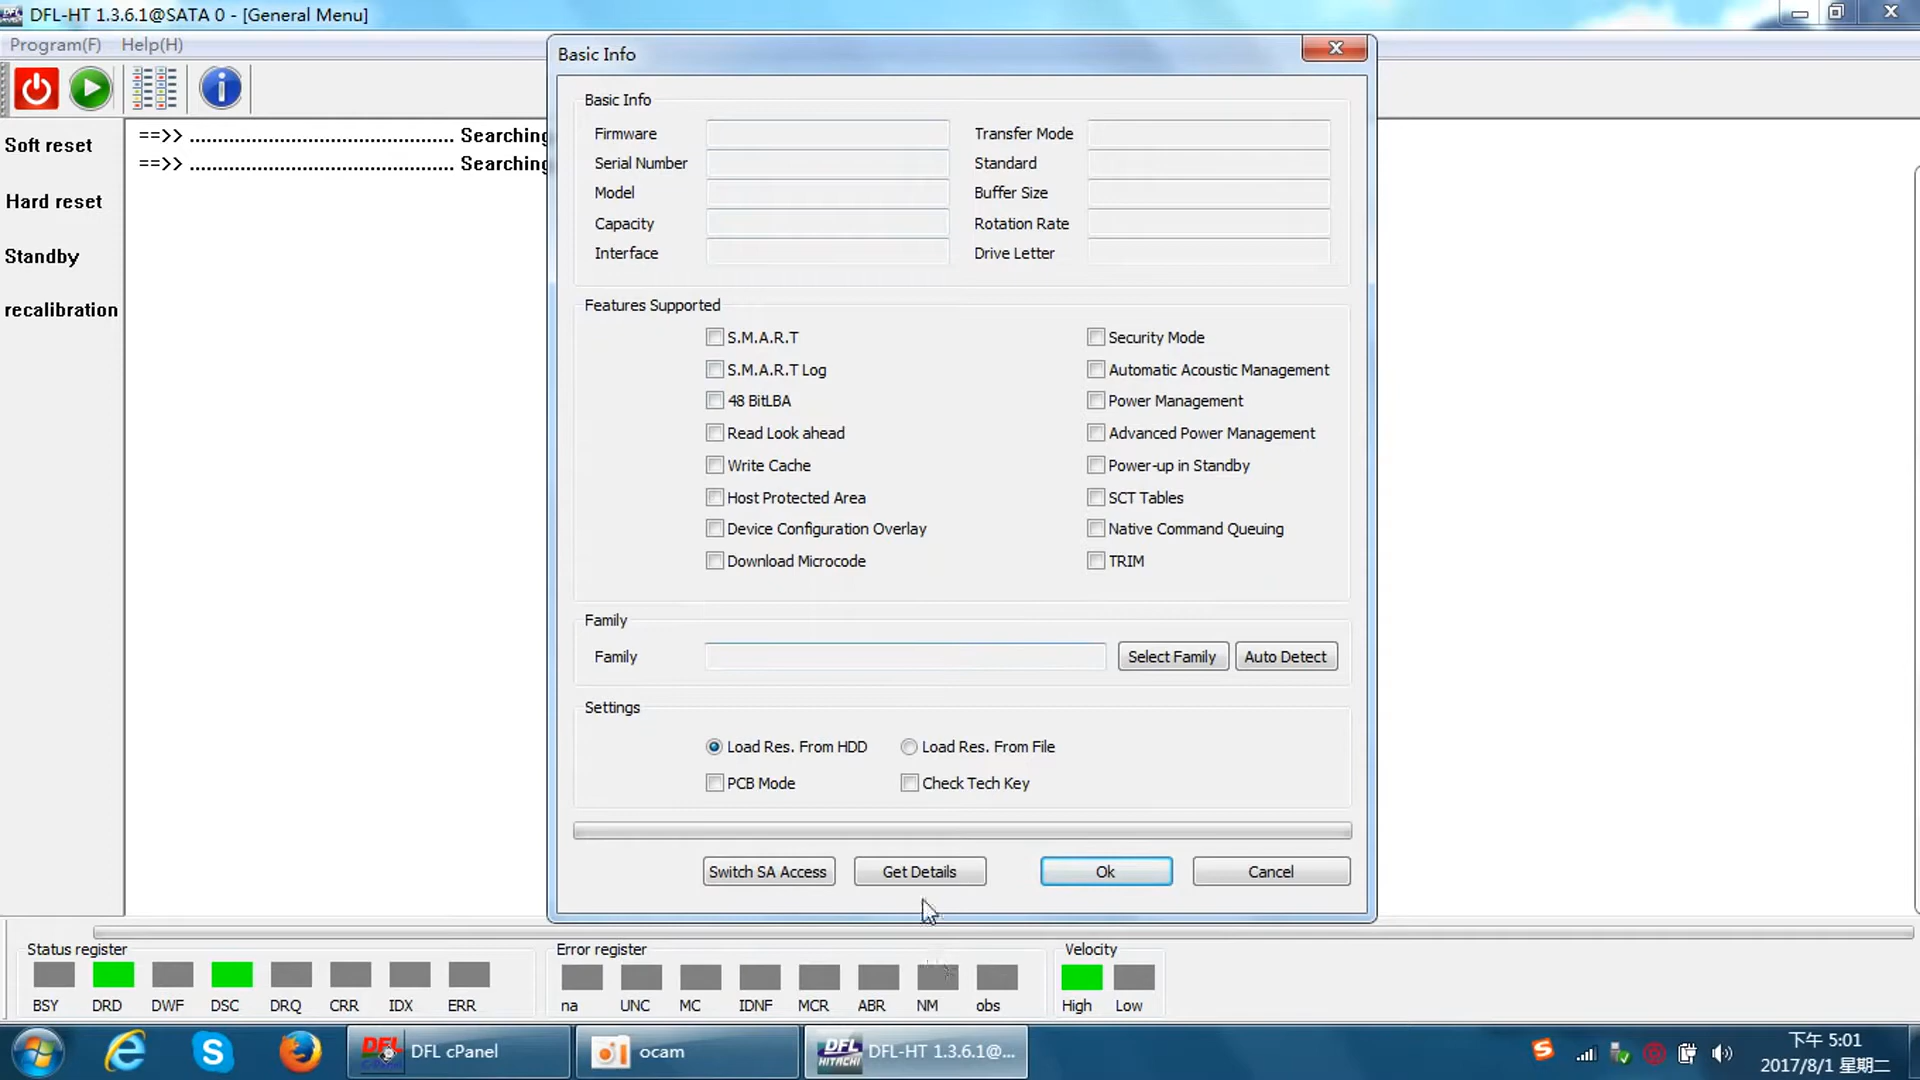 DFL-HT 1.3.6.1@SATA 0 - [General Menu]
Program(F) Help(H)
Soft reset
Hard reset
Standby
recalibration
==>> ............................................... Searching
==>> ............................................... Searching
Basic Info
Basic Info
Firmware
Transfer Mode
Serial Number
Standard
Model
Buffer Size
Capacity
Rotation Rate
Interface
Drive Letter
Features Supported
S.M.A.R.T
Security Mode
S.M.A.R.T Log
Automatic Acoustic Management
48 BitLBA
Power Management
Read Look ahead
Advanced Power Management
Write Cache
Power-up in Standby
Host Protected Area
SCT Tables
Device Configuration Overlay
Native Command Queuing
Download Microcode
TRIM
Family
Family
Select Family
Auto Detect
Settings
Load Res. From HDD
Load Res. From File
PCB Mode
Check Tech Key
Switch SA Access
Get Details
Ok
Cancel
Status register
BSY DRD DWF DSC DRQ CRR IDX ERR
Error register
na UNC MC IDNF MCR ABR NM obs
Velocity
High Low
DFL cPanel
ocam
DFL HITACHI
DFL-HT 1.3.6.1@...
下午 5:01
2017/8/1 星期二